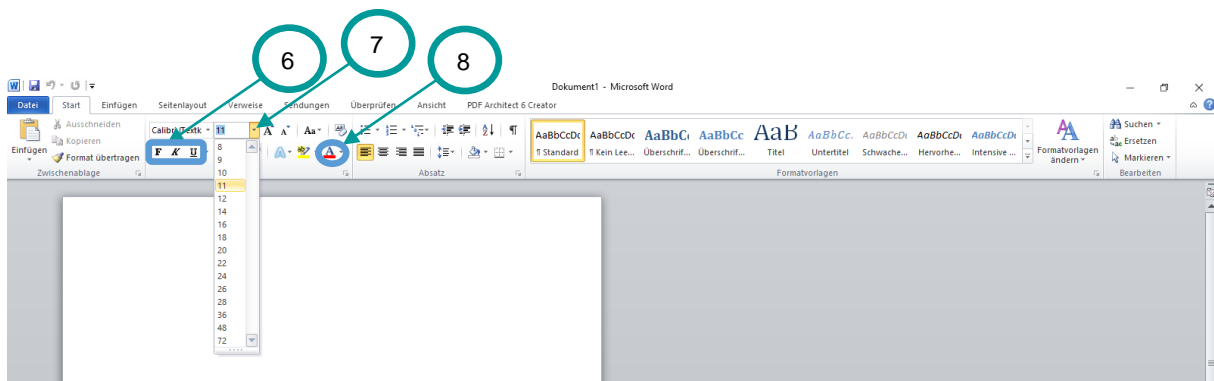 6
7
8
Dokument1 - Microsoft Word
Datei Start Einfügen Seitenlayout Verweise Sendungen Überprüfen Ansicht PDF Architect 6 Creator
Einfügen
Ausschneiden
Kopieren
Format übertragen
Zwischenablage
Calibri (Textk
11
F K U
8
9
10
11
12
14
16
18
20
22
24
26
28
36
48
72
Absatz
AaBbCcDc AaBbCcDc AaBbC AaBbCc AaB AaBbCc. AaBbCcDc AaBbCcDc AaBbCcDc
¶ Standard ¶ Kein Lee... Überschrif... Überschrif... Titel Untertitel Schwache... Hervorhe... Intensive ...
Formatvorlagen
Formatvorlagen
ändern
Suchen
Ersetzen
Markieren
Bearbeiten